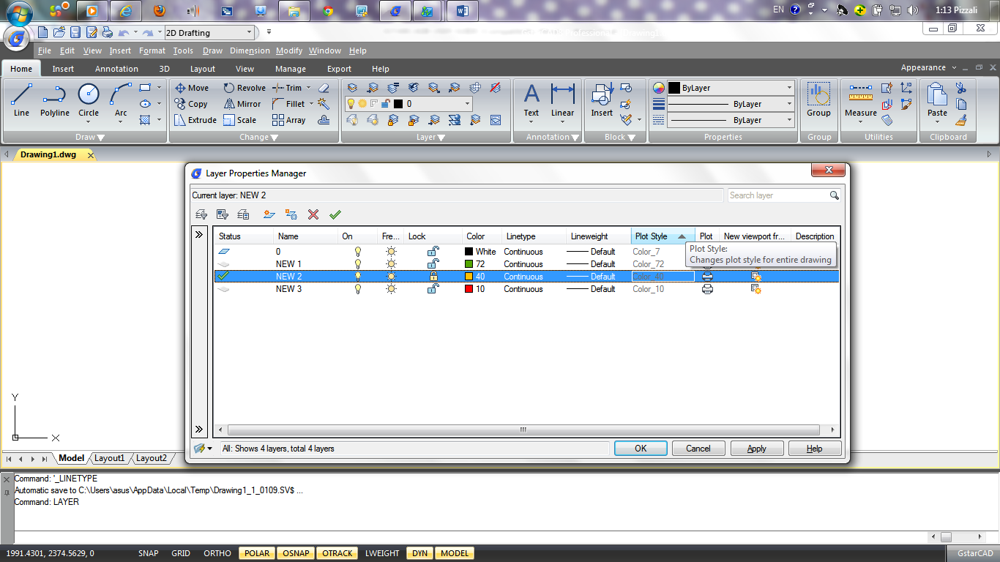 EN 1:13 Pizzali
2D Drafting
File Edit View Insert Format Tools Draw Dimension Modify Window Help
Home Insert Annotation 3D Layout View Manage Export Help Appearance
Line Polyline Circle Arc
Move Revolve Trim
Copy Mirror Fillet
Extrude Scale Array
0
Text Linear
Insert
ByLayer
ByLayer
ByLayer
Group
Measure
Paste
Draw Change Layer Annotation Block Properties Group Utilities Clipboard
Drawing1.dwg
Layer Properties Manager
Current layer: NEW 2 Search layer
Status Name On Fre... Lock Color Linetype Lineweight Plot Style Plot New viewport fr... Description
0 White Continuous Default Color_7
NEW 1 72 Continuous Default Color_72
NEW 2 40 Continuous Default Color_40
NEW 3 10 Continuous Default Color_10
Plot Style:
Changes plot style for entire drawing
All: Shows 4 layers, total 4 layers OK Cancel Apply Help
Y
X
Model Layout1 Layout2
Command: '_LINETYPE
Automatic save to C:\Users\asus\AppData\Local\Temp\Drawing1_1_0109.SV$ ...
Command: LAYER
1991.4301, 2374.5629, 0 SNAP GRID ORTHO POLAR OSNAP OTRACK LWEIGHT DYN MODEL GstarCAD